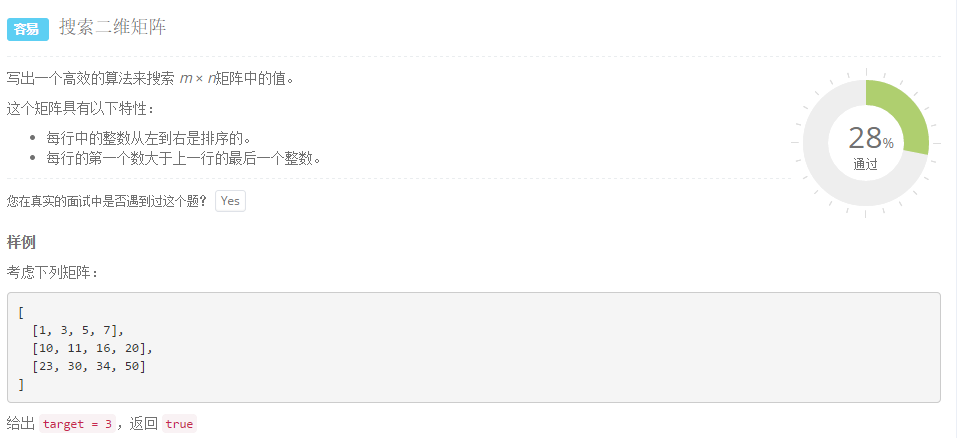 容易 搜索二维矩阵
写出一个高效的算法来搜索 m × n矩阵中的值。
这个矩阵具有以下特性：
• 每行中的整数从左到右是排序的。
• 每行的第一个数大于上一行的最后一个整数。
28%
通过
您在真实的面试中是否遇到过这个题？ Yes
样例
考虑下列矩阵：
[
[1, 3, 5, 7],
[10, 11, 16, 20],
[23, 30, 34, 50]
]
给出 target = 3，返回 true